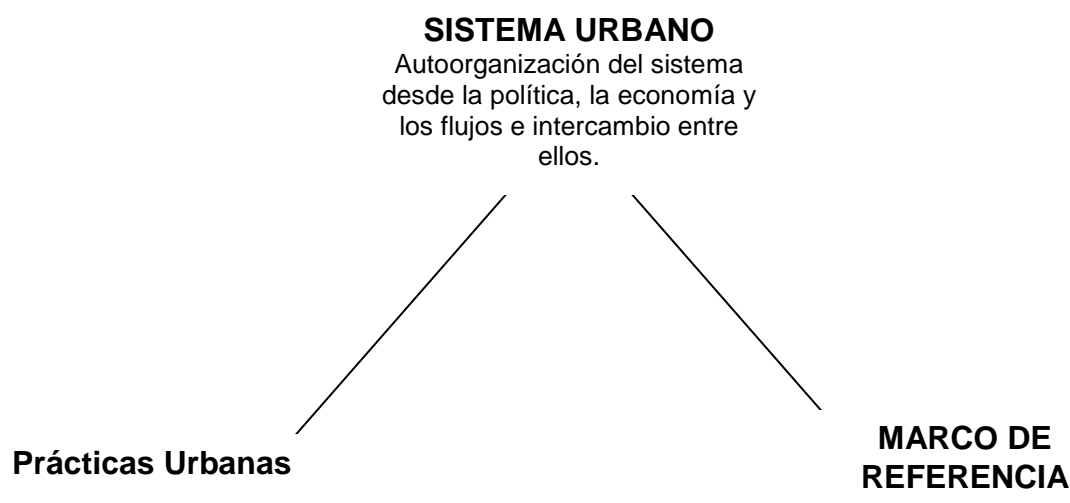 SISTEMA URBANO
Autoorganización del sistema
desde la política, la economía y
los flujos e intercambio entre
ellos.
Prácticas Urbanas
MARCO DE
REFERENCIA